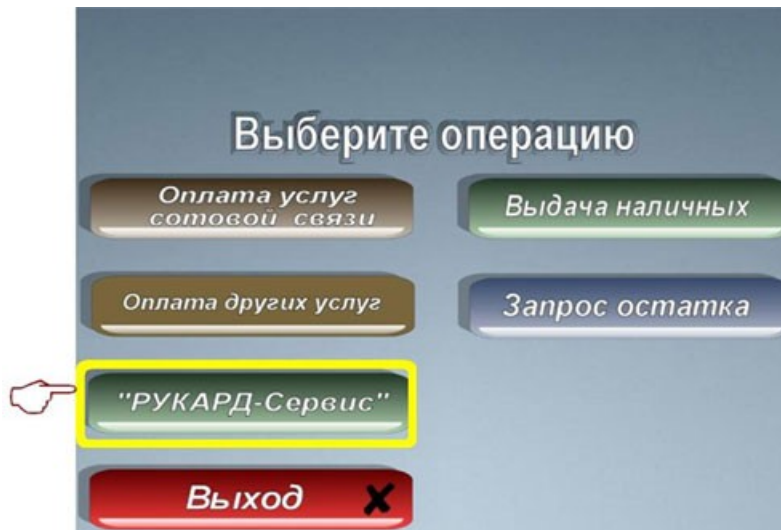 Выберите операцию
Оплата услуг
сотовой связи
Выдача наличных
Оплата других услуг
Запрос остатка
"РУКАРД-Сервис"
Выход